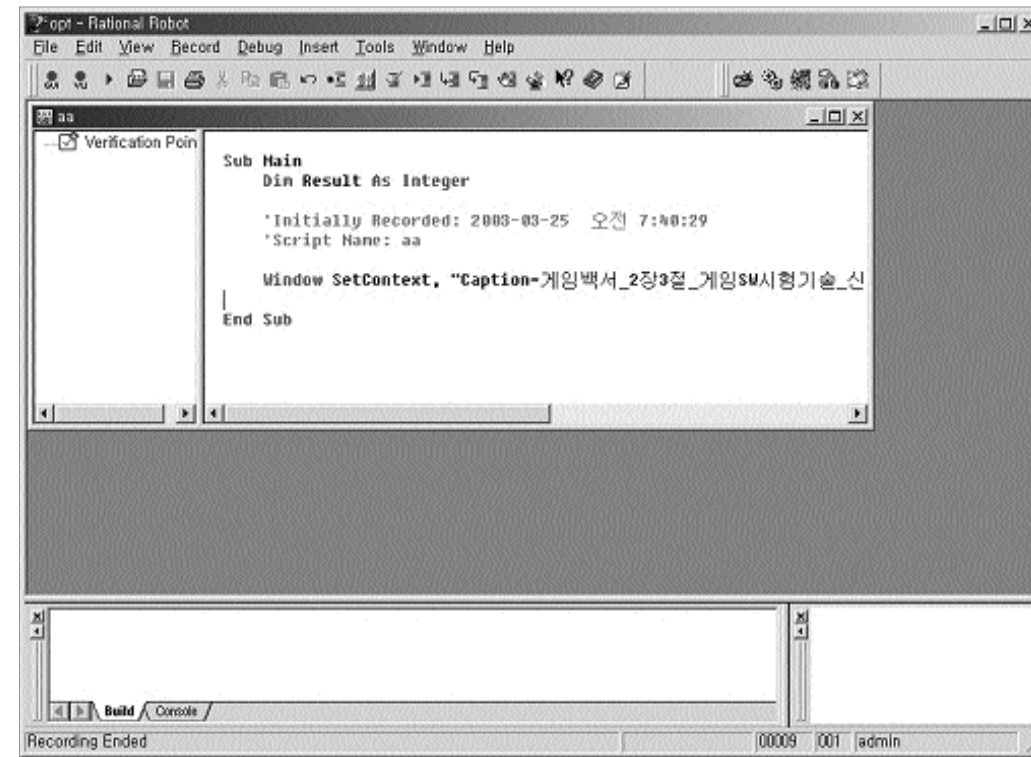 opt - Rational Robot
File Edit View Record Debug Insert Tools Window Help
aa
Verification Poin
Sub Main
Dim Result As Integer
'Initially Recorded: 2003-03-25 오전 7:40:29
'Script Name: aa
Window SetContext, "Caption=게임백서_2장3절_게임SW시험기술_신
End Sub
Build Console
Recording Ended 00009 001 admin